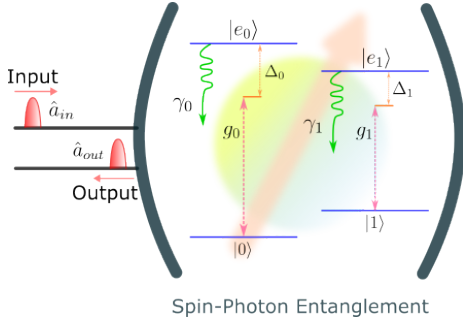 |e₀⟩
|e₁⟩
Input
â_in
Δ₀
Δ₁
γ₀
g₀
γ₁
g₁
â_out
Output
|0⟩
|1⟩
Spin-Photon Entanglement